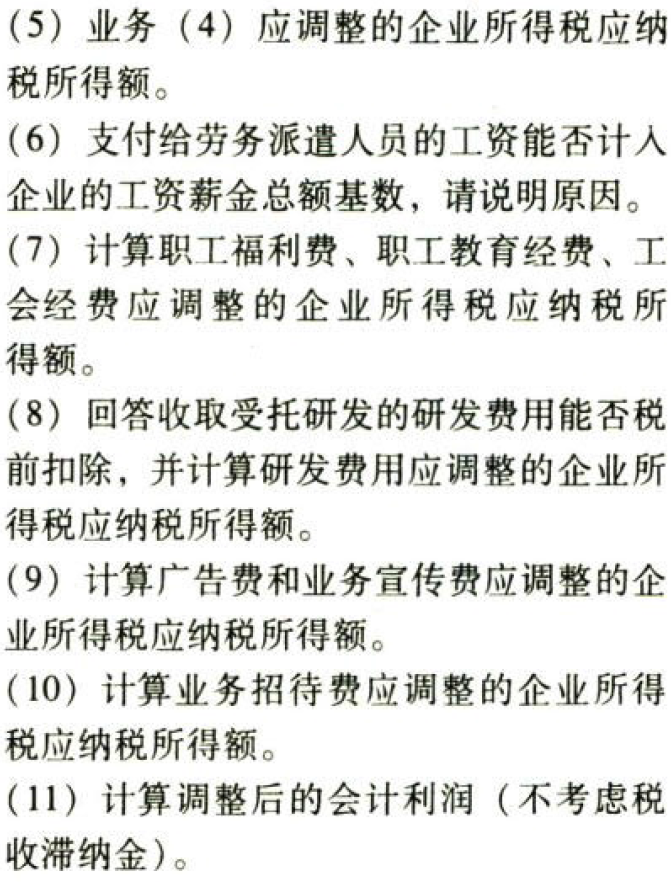 (5) 业务（4）应调整的企业所得税应纳
税所得额。
(6) 支付给劳务派遣人员的工资能否计入
企业的工资薪金总额基数，请说明原因。
(7) 计算职工福利费、职工教育经费、工
会经费应调整的企业所得税应纳税所
得额。
(8) 回答收取受托研发的研发费用能否税
前扣除，并计算研发费用应调整的企业所
得税应纳税所得额。
(9) 计算广告费和业务宣传费应调整的企
业所得税应纳税所得额。
(10) 计算业务招待费应调整的企业所得
税应纳税所得额。
(11) 计算调整后的会计利润（不考虑税
收滞纳金）。